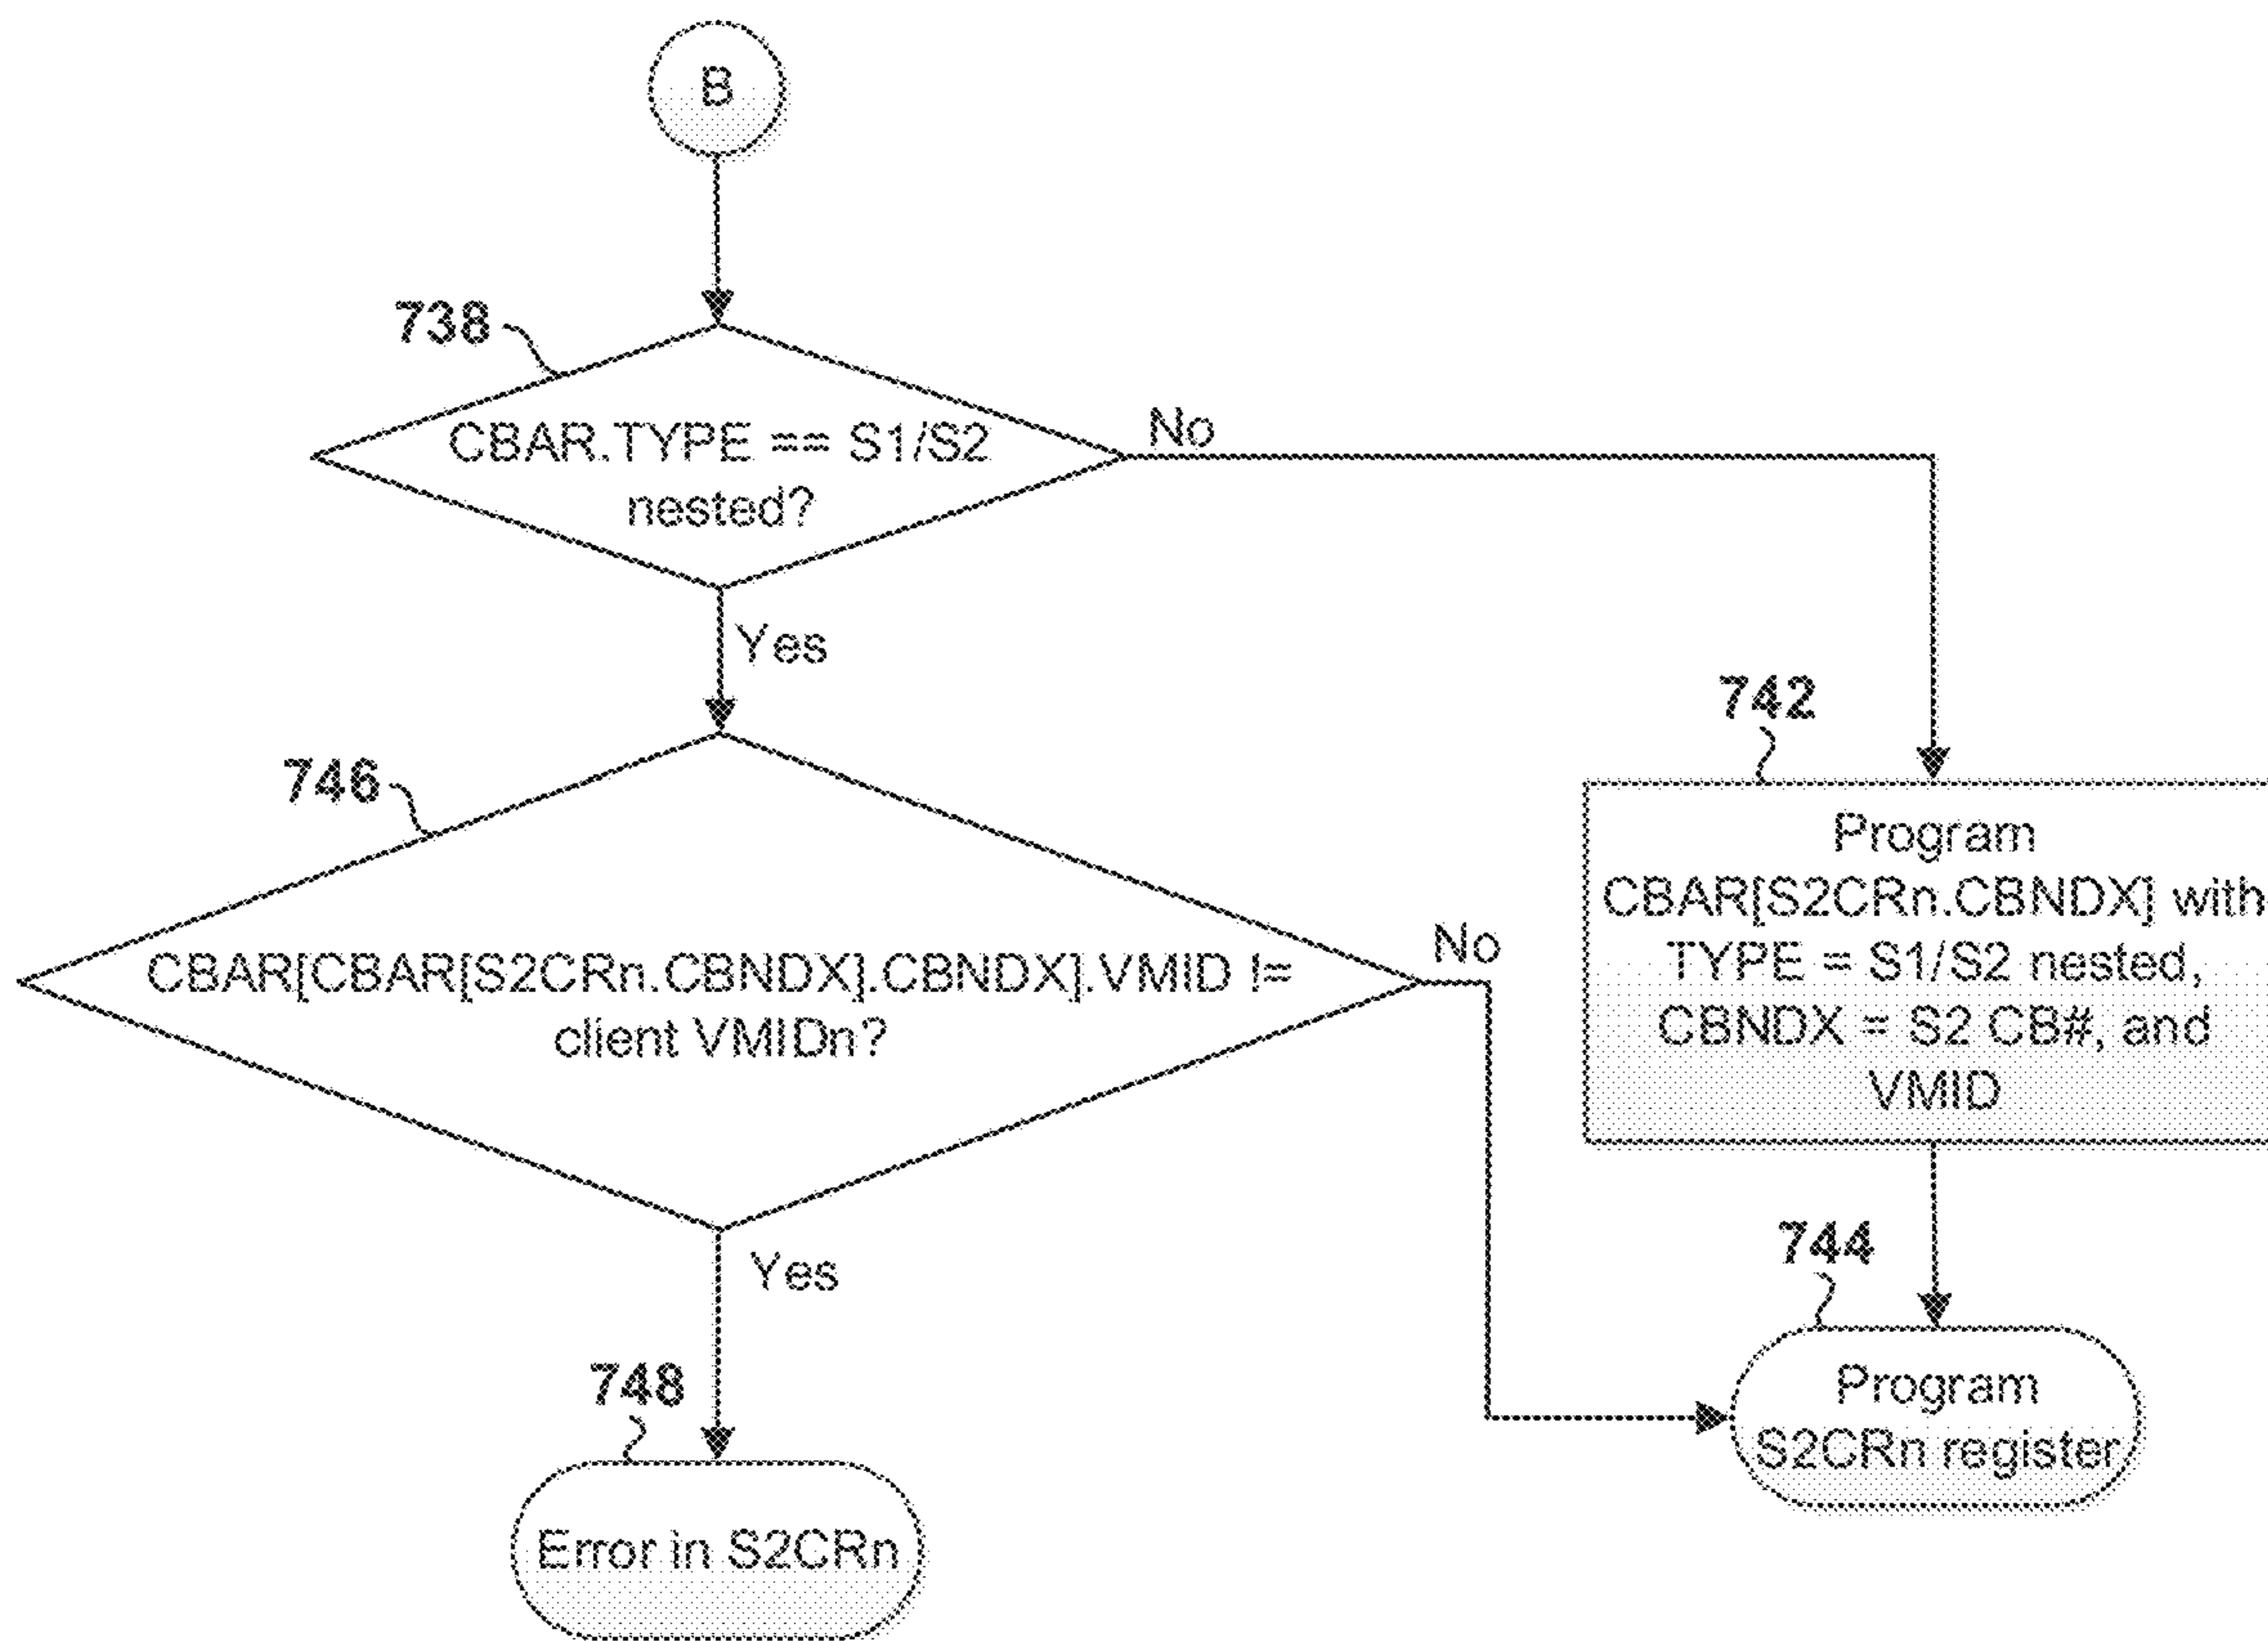 B
738
CBAR.TYPE == S1/S2
nested?
No
Yes
742
746
Program
CBAR[S2CRn.CBNDX] with
TYPE = S1/S2 nested,
CBNDX = S2 CB#, and
VMID
CBAR[CBAR[S2CRn.CBNDX].CBNDX].VMID !=
client VMIDn?
No
Yes
744
Program
S2CRn register
748
Error in S2CRn